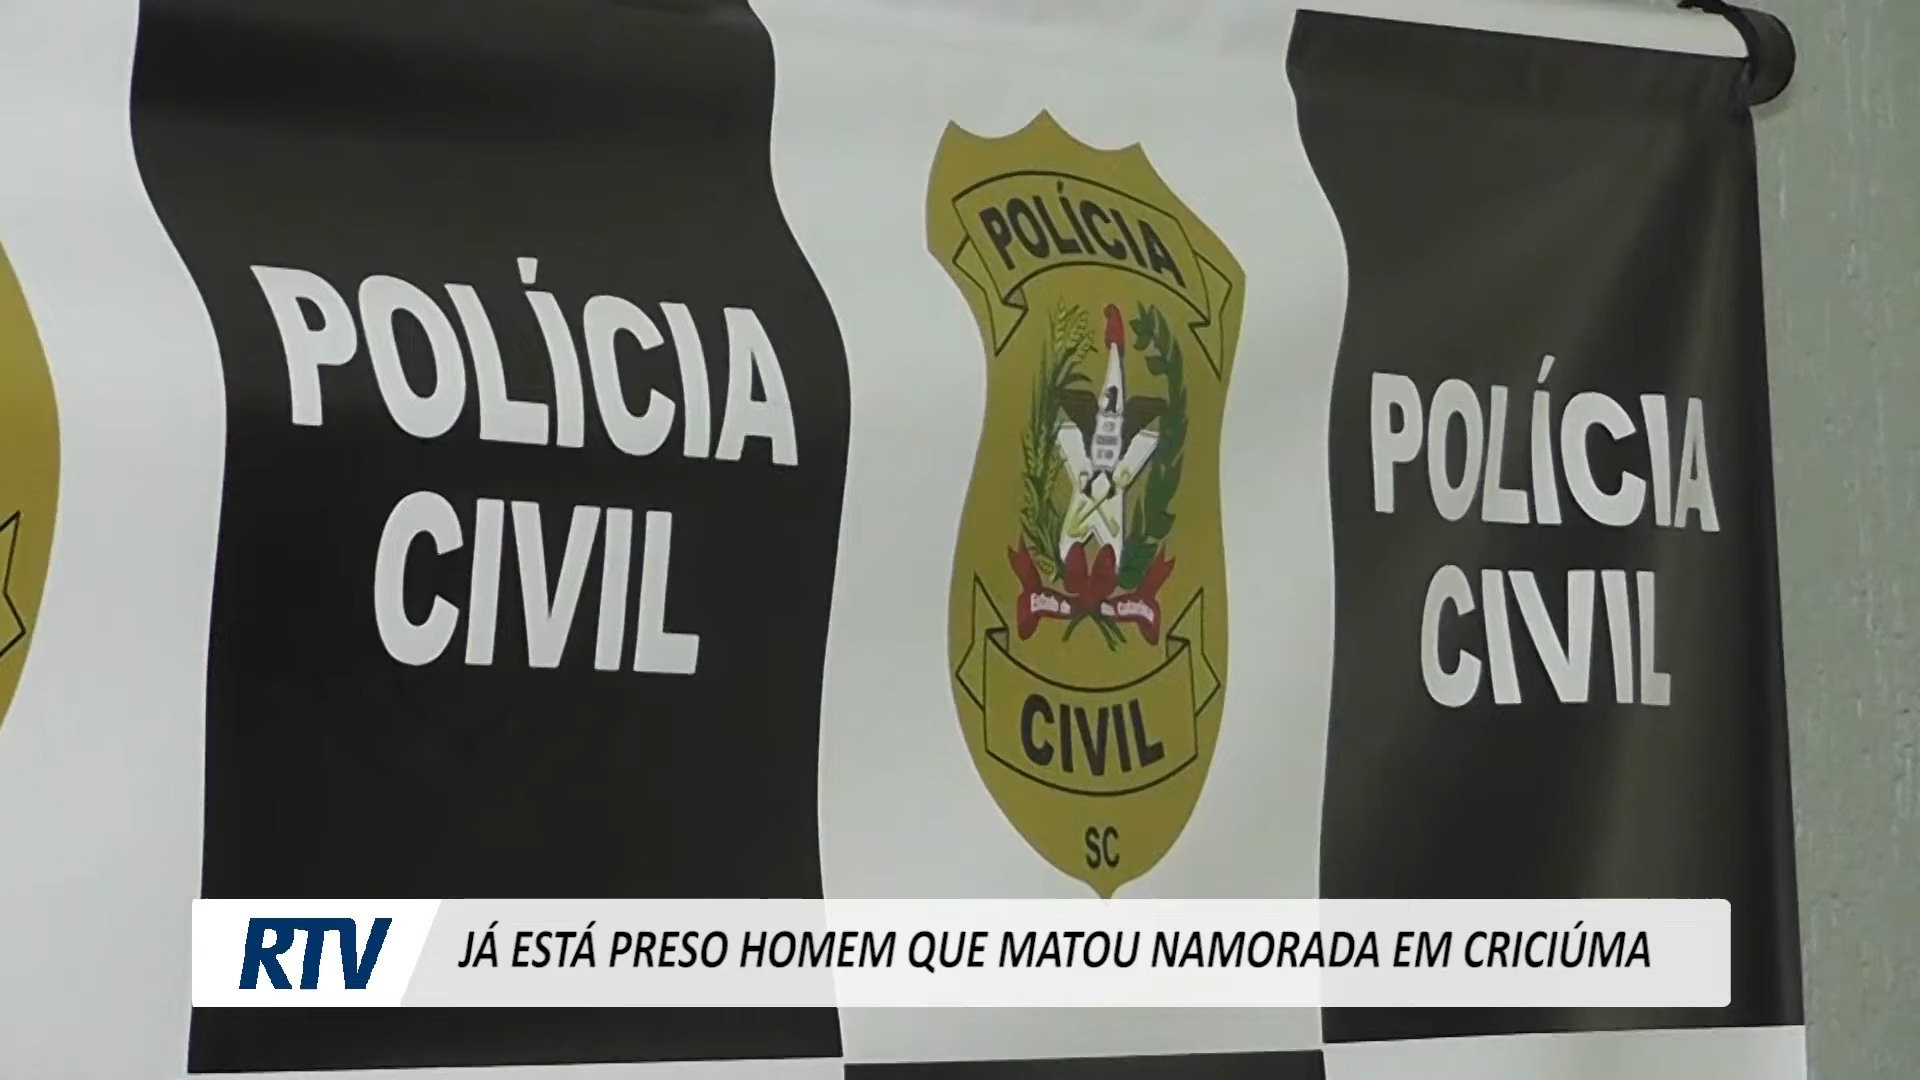 POLÍCIA
CIVIL
POLÍCIA
CIVIL
SC
POLÍCIA
CIVIL
RTV JÁ ESTÁ PRESO HOMEM QUE MATOU NAMORADA EM CRICIÚMA